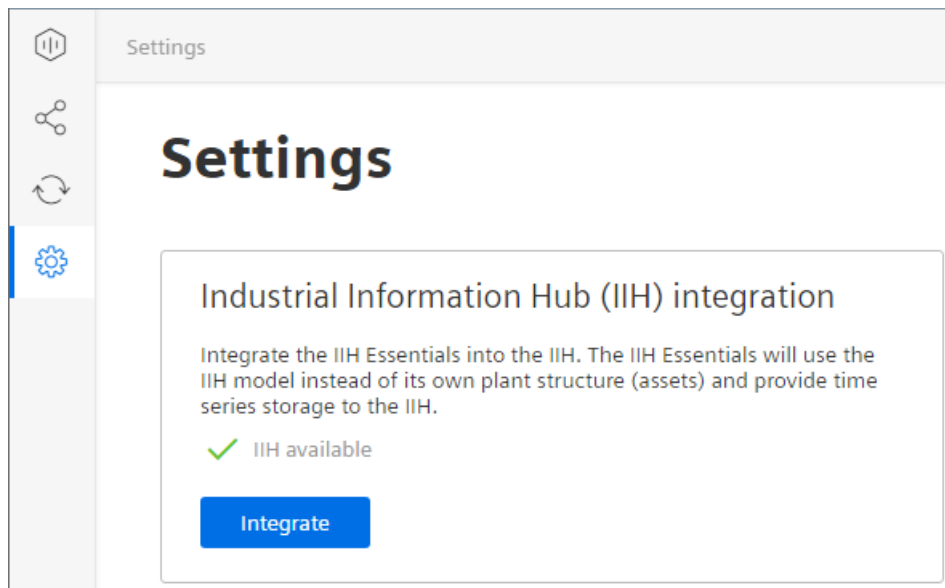 Settings
Settings
Industrial Information Hub (IIH) integration
Integrate the IIH Essentials into the IIH. The IIH Essentials will use the
IIH model instead of its own plant structure (assets) and provide time
series storage to the IIH.
IIH available
Integrate